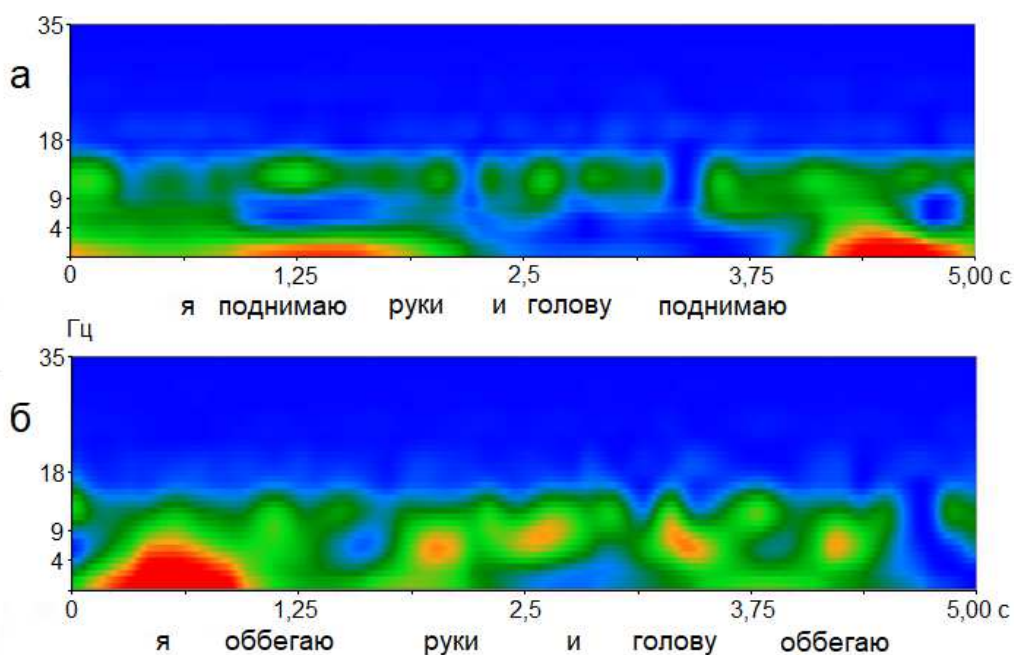 35
а
18
9
4
0 1,25 2,5 3,75 5,00 с
я поднимаю руки и голову поднимаю
Гц
35
б
18
9
4
0 1,25 2,5 3,75 5,00 с
я оббегаю руки и голову оббегаю